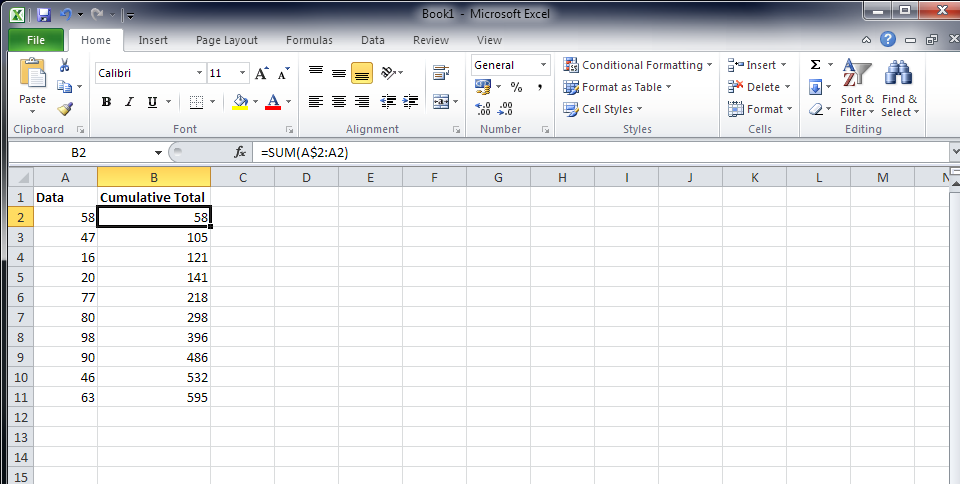 Book1 - Microsoft Excel
File Home Insert Page Layout Formulas Data Review View
Calibri 11 A A General Conditional Formatting Insert Σ
Paste B I U A % , Format as Table Delete Sort & Find &
.00 .00 Cell Styles Format Filter Select
Clipboard Font Alignment Number Styles Cells Editing
B2 fx =SUM(A$2:A2)
A B C D E F G H I J K L M N
1 Data Cumulative Total
2 58 58
3 47 105
4 16 121
5 20 141
6 77 218
7 80 298
8 98 396
9 90 486
10 46 532
11 63 595
12
13
14
15